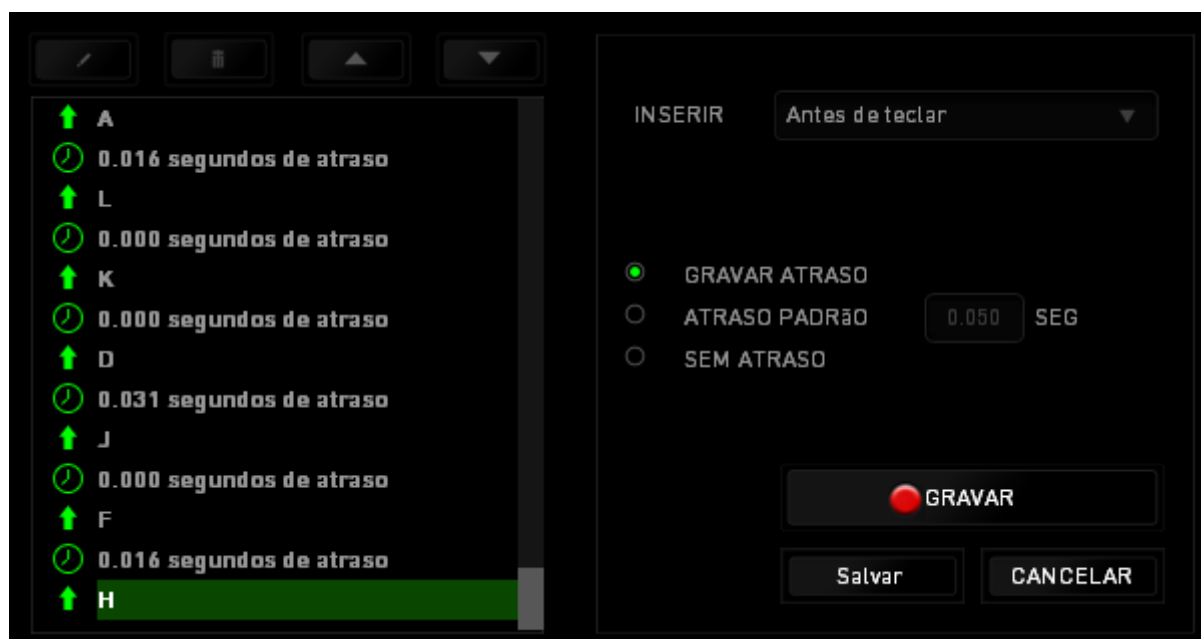 A
0.016 segundos de atraso
L
0.000 segundos de atraso
K
0.000 segundos de atraso
D
0.031 segundos de atraso
J
0.000 segundos de atraso
F
0.016 segundos de atraso
H
INSERIR Antes de teclar
GRAVAR ATRASO
ATRASO PADRãO 0.050 SEG
SEM ATRASO
GRAVAR
Salvar CANCELAR